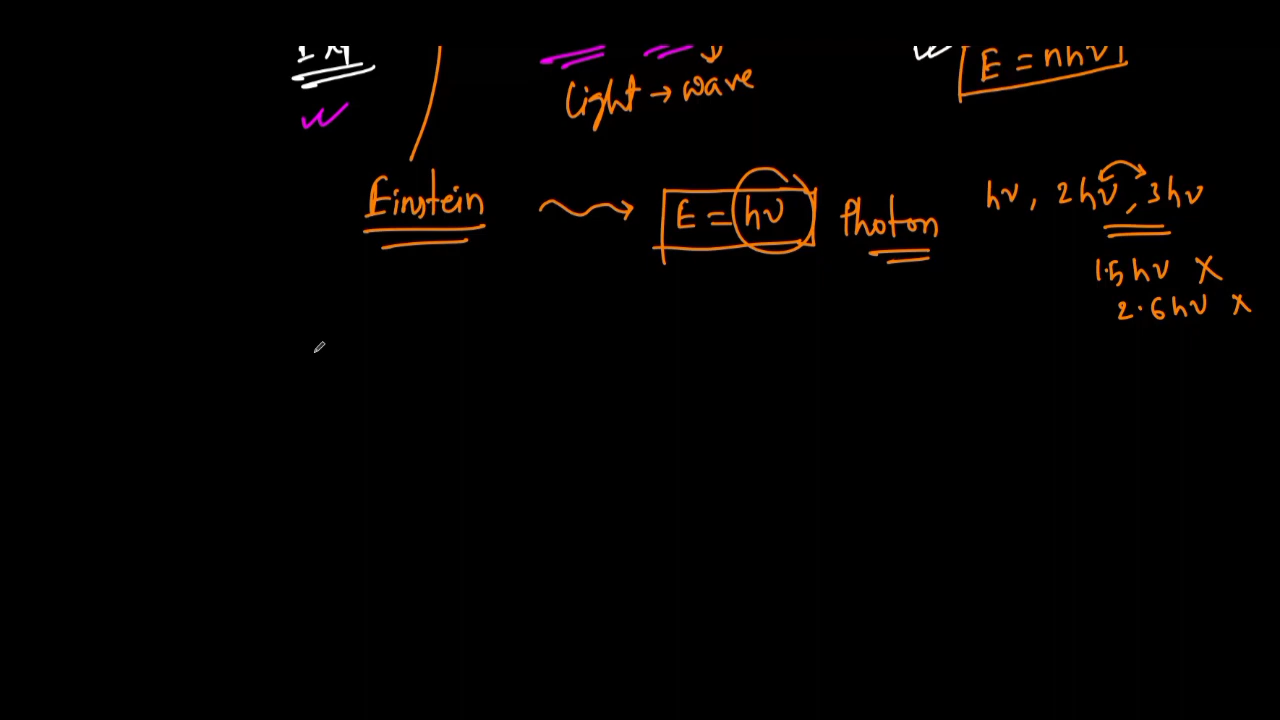 E = nhν
light → wave
Einstein
E = hν Photon
hν, 2hν, 3hν
1.5hν X
2.6hν X